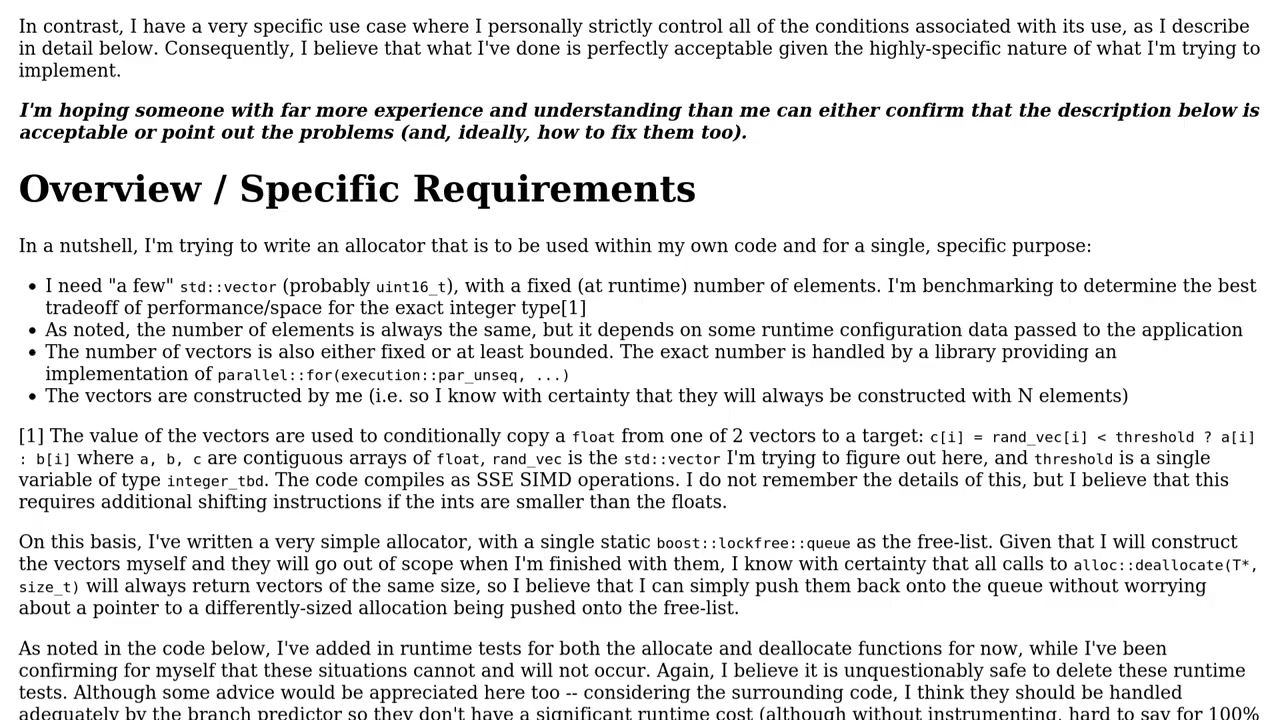 In contrast, I have a very specific use case where I personally strictly control all of the conditions associated with its use, as I describe
in detail below. Consequently, I believe that what I've done is perfectly acceptable given the highly-specific nature of what I'm trying to
implement.
I'm hoping someone with far more experience and understanding than me can either confirm that the description below is
acceptable or point out the problems (and, ideally, how to fix them too).
Overview / Specific Requirements
In a nutshell, I'm trying to write an allocator that is to be used within my own code and for a single, specific purpose:
• I need "a few" std::vector (probably uint16_t), with a fixed (at runtime) number of elements. I'm benchmarking to determine the best
tradeoff of performance/space for the exact integer type[1]
• As noted, the number of elements is always the same, but it depends on some runtime configuration data passed to the application
• The number of vectors is also either fixed or at least bounded. The exact number is handled by a library providing an
implementation of parallel::for(execution::par_unseq, ...)
• The vectors are constructed by me (i.e. so I know with certainty that they will always be constructed with N elements)
[1] The value of the vectors are used to conditionally copy a float from one of 2 vectors to a target: c[i] = rand_vec[i] < threshold ? a[i]
: b[i] where a, b, c are contiguous arrays of float, rand_vec is the std::vector I'm trying to figure out here, and threshold is a single
variable of type integer_tbd. The code compiles as SSE SIMD operations. I do not remember the details of this, but I believe that this
requires additional shifting instructions if the ints are smaller than the floats.
On this basis, I've written a very simple allocator, with a single static boost::lockfree::queue as the free-list. Given that I will construct
the vectors myself and they will go out of scope when I'm finished with them, I know with certainty that all calls to alloc::deallocate(T*,
size_t) will always return vectors of the same size, so I believe that I can simply push them back onto the queue without worrying
about a pointer to a differently-sized allocation being pushed onto the free-list.
As noted in the code below, I've added in runtime tests for both the allocate and deallocate functions for now, while I've been
confirming for myself that these situations cannot and will not occur. Again, I believe it is unquestionably safe to delete these runtime
tests. Although some advice would be appreciated here too -- considering the surrounding code, I think they should be handled
adequately by the branch predictor so they don't have a significant runtime cost (although without instrumenting, hard to say for 100%